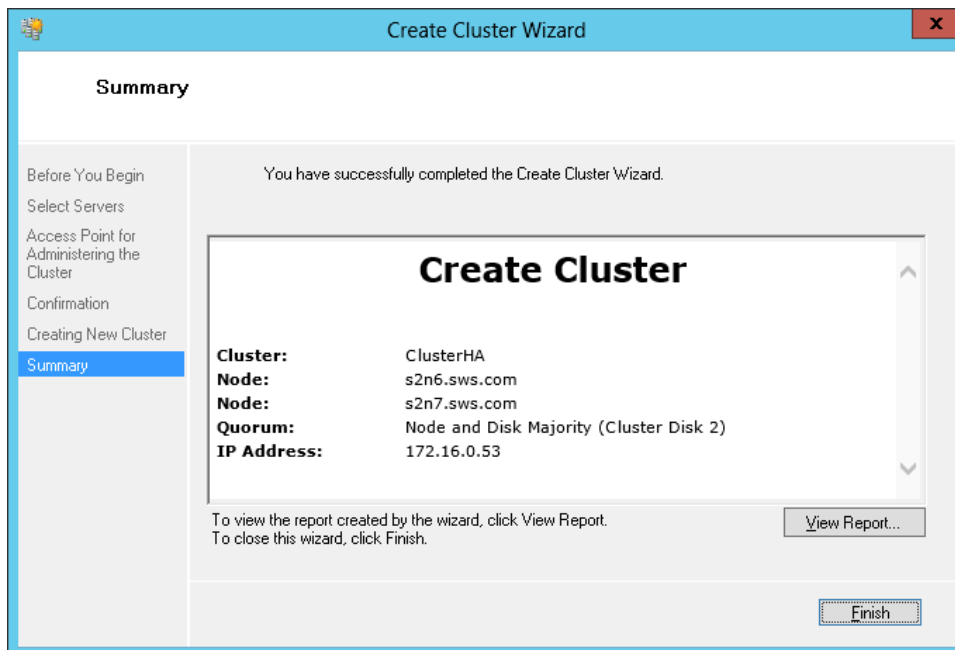 Create Cluster Wizard
x
Summary
Before You Begin
Select Servers
Access Point for
Administering the
Cluster
Confirmation
Creating New Cluster
Summary
You have successfully completed the Create Cluster Wizard.
Create Cluster
Cluster: ClusterHA
Node: s2n6.sws.com
Node: s2n7.sws.com
Quorum: Node and Disk Majority (Cluster Disk 2)
IP Address: 172.16.0.53
To view the report created by the wizard, click View Report.
To close this wizard, click Finish.
View Report...
Finish